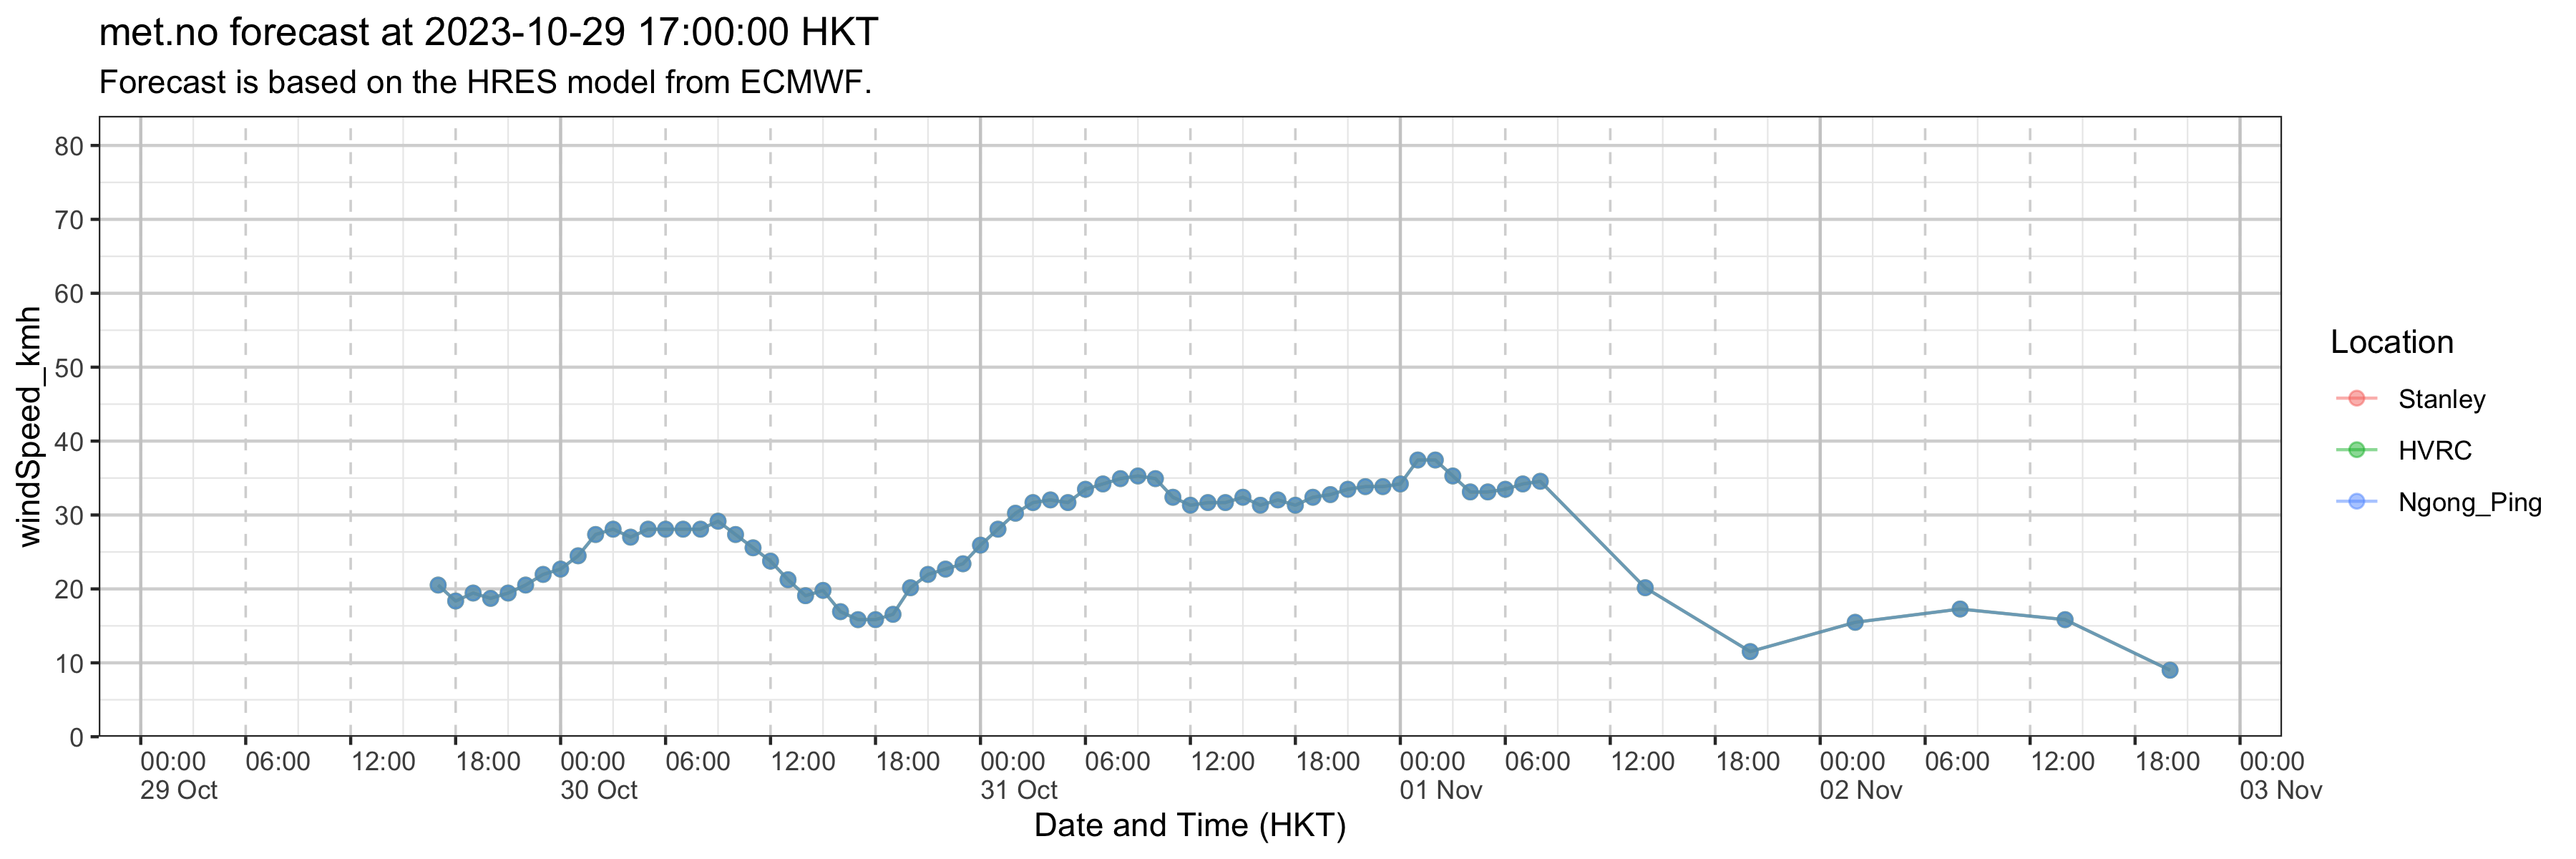 met.no forecast at 2023-10-29 17:00:00 HKT
Forecast is based on the HRES model from ECMWF.
windSpeed_kmh
80
70
60
50
40
30
20
10
0
00:00 06:00 12:00 18:00 00:00 06:00 12:00 18:00 00:00 06:00 12:00 18:00 00:00 06:00 12:00 18:00 00:00 06:00 12:00 18:00 00:00
29 Oct 30 Oct 31 Oct 01 Nov 02 Nov 03 Nov
Date and Time (HKT)
Location
Stanley
HVRC
Ngong_Ping